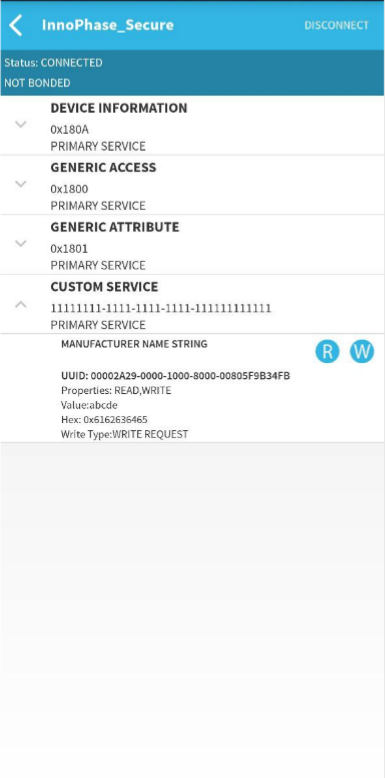 InnoPhase_Secure
DISCONNECT
Status: CONNECTED
NOT BONDED
DEVICE INFORMATION
0x180A
PRIMARY SERVICE
GENERIC ACCESS
0x1800
PRIMARY SERVICE
GENERIC ATTRIBUTE
0x1801
PRIMARY SERVICE
CUSTOM SERVICE
11111111-1111-1111-1111-111111111111
PRIMARY SERVICE
MANUFACTURER NAME STRING
R W
UUID: 00002A29-0000-1000-8000-00805F9B34FB
Properties: READ,WRITE
Value:abcde
Hex: 0x6162636465
Write Type:WRITE REQUEST